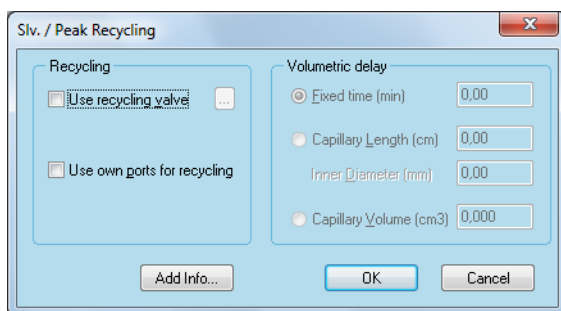 Slv. / Peak Recycling
x
Recycling
Use recycling valve
...
Use own ports for recycling
Volumetric delay
Fixed time (min)
0,00
Capillary Length (cm)
0,00
Inner Diameter (mm)
0,00
Capillary Volume (cm3)
0,000
Add Info...
OK
Cancel